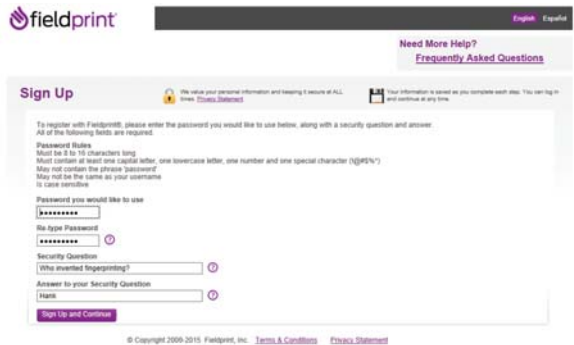 fieldprint
English Español
Need More Help?
Frequently Asked Questions
Sign Up
We value your personal information and keeping it secure at ALL times. Privacy Statement
Your information is saved as you complete each step. You can log in and continue at any time.
To register with Fieldprint®, please enter the password you would like to use below, along with a security question and answer.
All of the following fields are required.
Password Rules
Must be 8 to 16 characters long
Must contain at least one capital letter, one lowercase letter, one number and one special character (!@#$%^)
May not contain the phrase 'password'
May not be the same as your username
Is case sensitive
Password you would like to use
•••••••••
Re-type Password
•••••••••
?
Security Question
Who invented fingerprinting?
?
Answer to your Security Question
Hank
?
Sign Up and Continue
© Copyright 2009-2015 Fieldprint, Inc. Terms & Conditions Privacy Statement